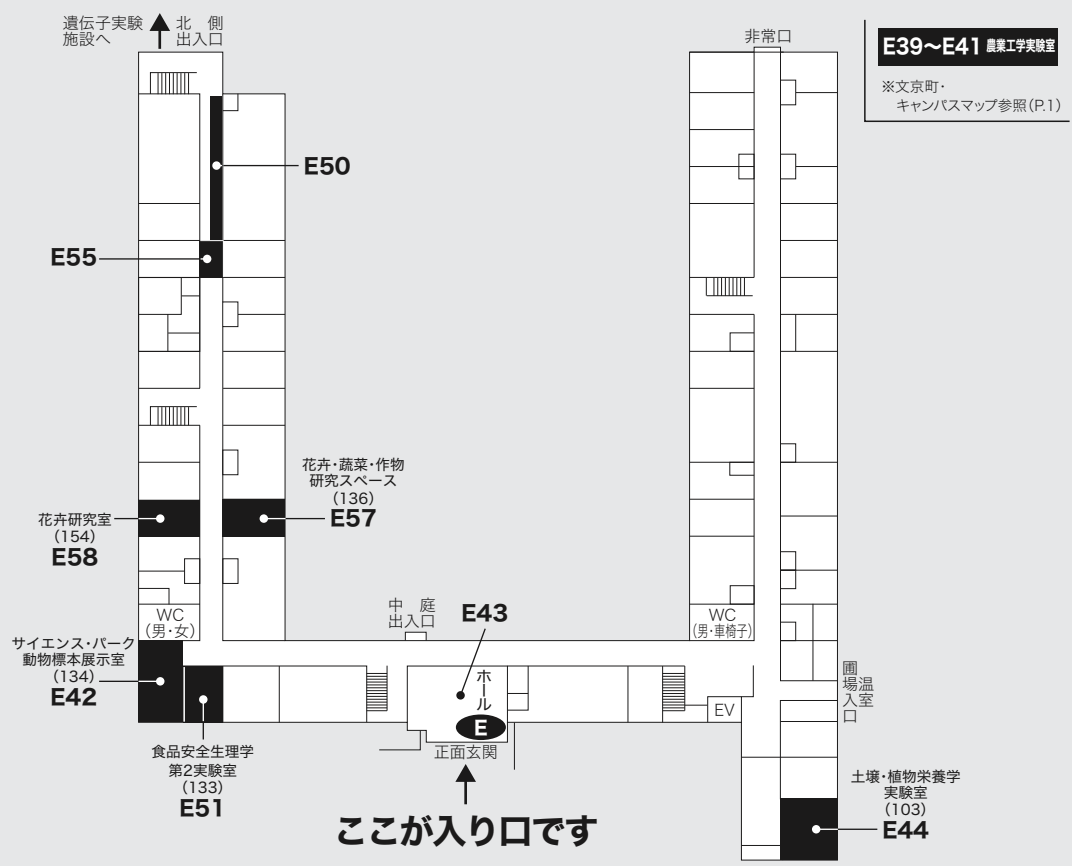 遺伝子実験
施設へ
北側
出入口
非常口
E39〜E41 農業工学実験室
※文京町・
キャンパスマップ参照(P.1)
E50
E55
花卉・蔬菜・作物
研究スペース
(136)
E57
花卉研究室
(154)
E58
WC
(男・女)
中庭
出入口
E43
WC
(男・車椅子)
サイエンス・パーク
動物標本展示室
(134)
E42
ホール
E
EV
圃場温室
入口
正面玄関
食品安全生理学
第2実験室
(133)
E51
土壌・植物栄養学
実験室
(103)
E44
ここが入り口です